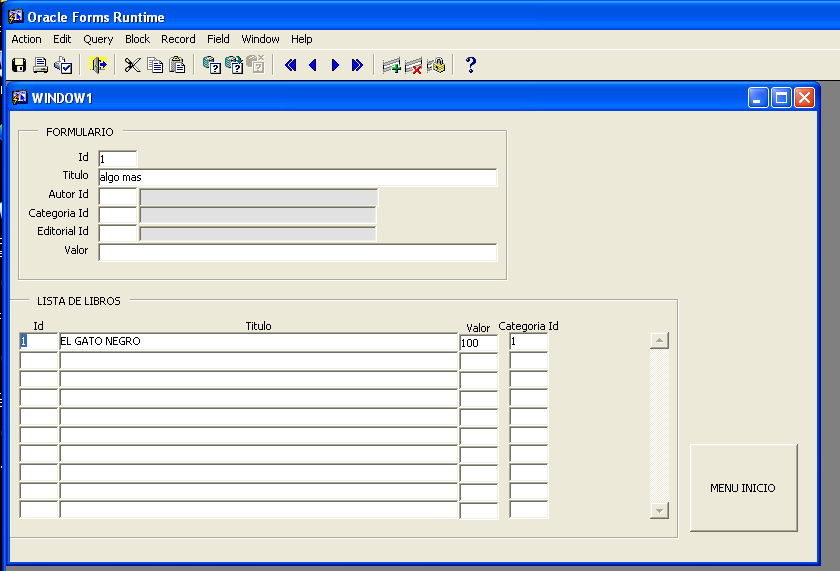 Oracle Forms Runtime
Action Edit Query Block Record Field Window Help
WINDOW1
FORMULARIO
Id 1
Titulo algo mas
Autor Id
Categoria Id
Editorial Id
Valor
LISTA DE LIBROS
Id Titulo Valor Categoria Id
1 EL GATO NEGRO 100 1
MENU INICIO